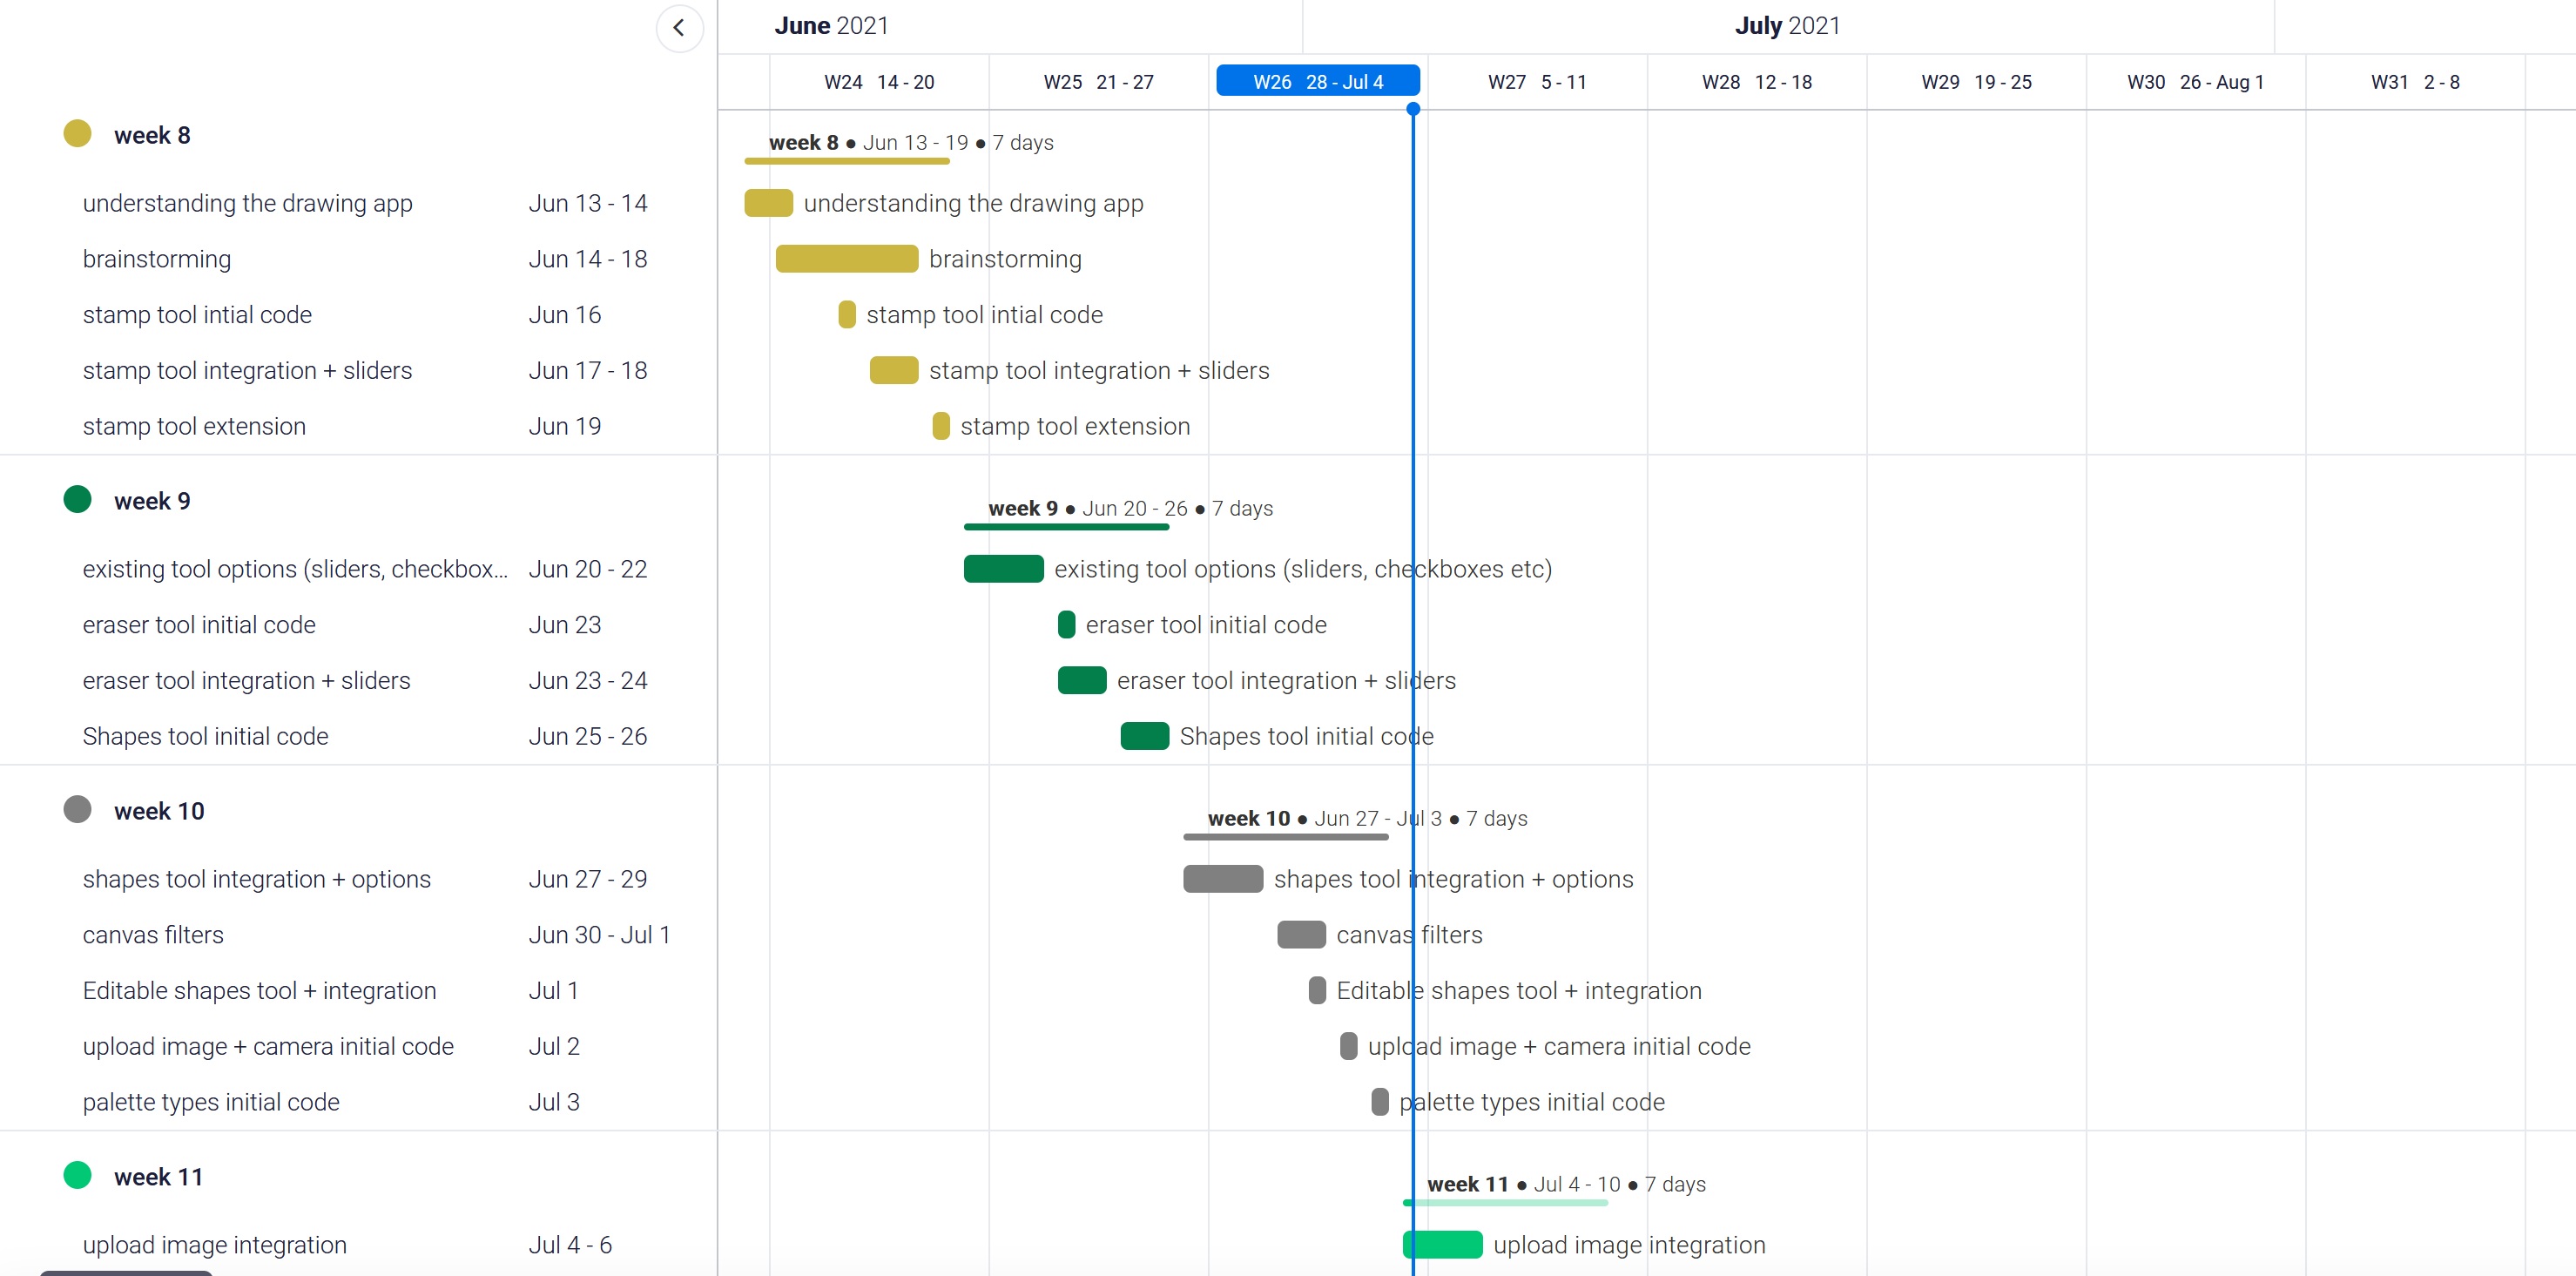 June 2021
July 2021
W24 14 - 20
W25 21 - 27
W26 28 - Jul 4
W27 5 - 11
W28 12 - 18
W29 19 - 25
W30 26 - Aug 1
W31 2 - 8
week 8
week 8 ● Jun 13 - 19 ● 7 days
understanding the drawing app Jun 13 - 14
understanding the drawing app
brainstorming Jun 14 - 18
brainstorming
stamp tool intial code Jun 16
stamp tool intial code
stamp tool integration + sliders Jun 17 - 18
stamp tool integration + sliders
stamp tool extension Jun 19
stamp tool extension
week 9
week 9 ● Jun 20 - 26 ● 7 days
existing tool options (sliders, checkbox... Jun 20 - 22
existing tool options (sliders, checkboxes etc)
eraser tool initial code Jun 23
eraser tool initial code
eraser tool integration + sliders Jun 23 - 24
eraser tool integration + sliders
Shapes tool initial code Jun 25 - 26
Shapes tool initial code
week 10
week 10 ● Jun 27 - Jul 3 ● 7 days
shapes tool integration + options Jun 27 - 29
shapes tool integration + options
canvas filters Jun 30 - Jul 1
canvas filters
Editable shapes tool + integration Jul 1
Editable shapes tool + integration
upload image + camera initial code Jul 2
upload image + camera initial code
palette types initial code Jul 3
palette types initial code
week 11
week 11 ● Jul 4 - 10 ● 7 days
upload image integration Jul 4 - 6
upload image integration